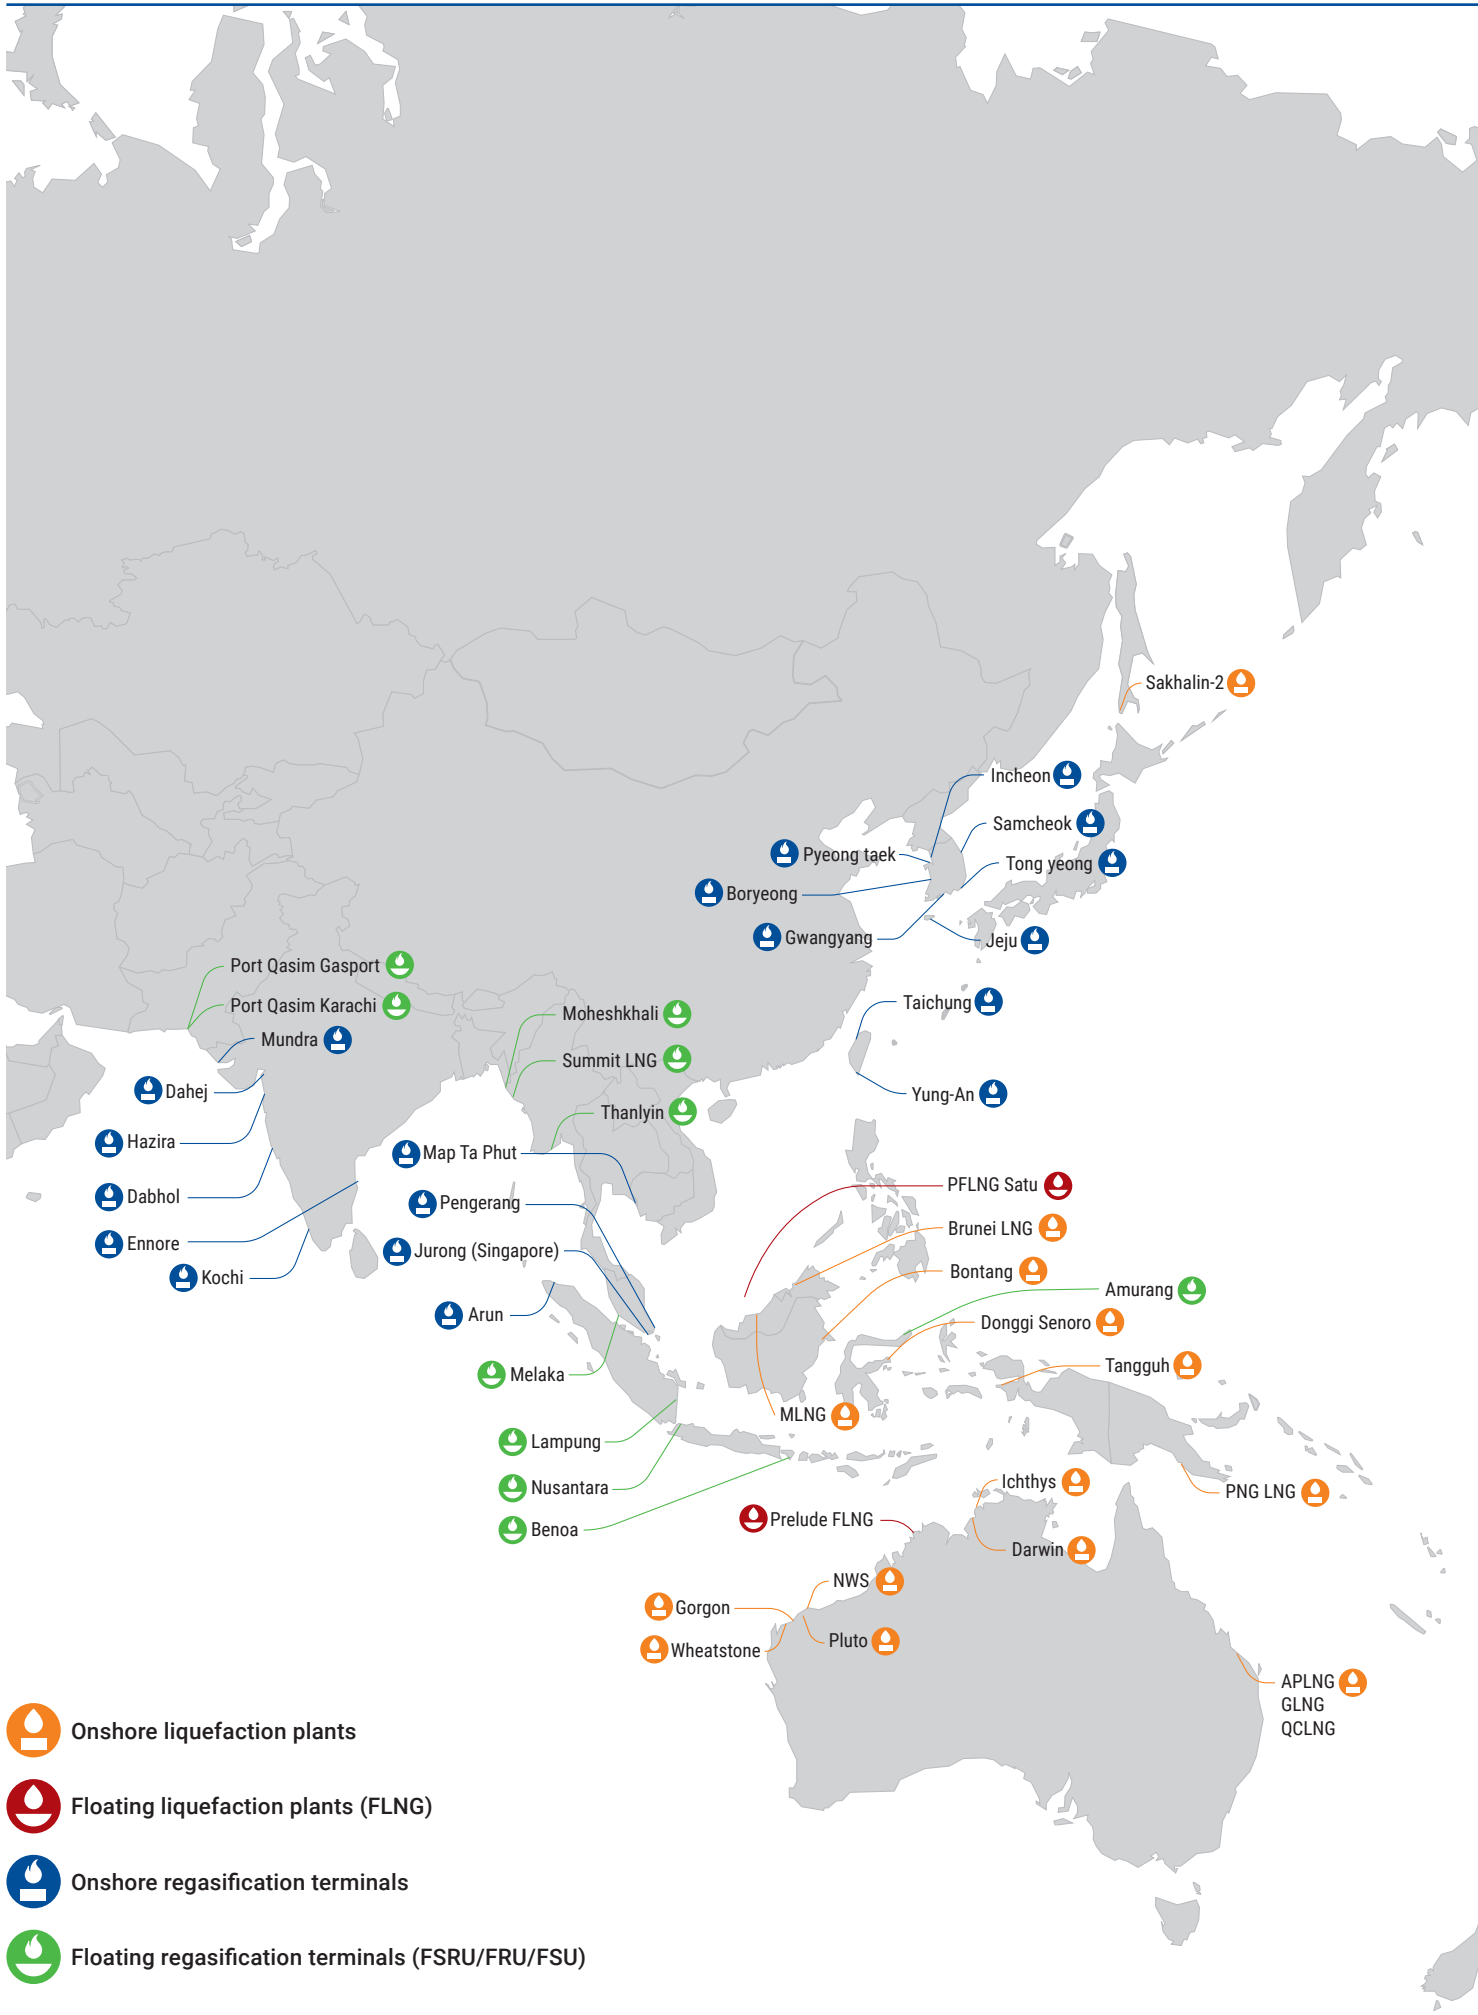 Sakhalin-2
Incheon
Samcheok
Pyeong taek
Tong yeong
Boryeong
Gwangyang
Jeju
Port Qasim Gasport
Port Qasim Karachi
Moheshkhali
Taichung
Mundra
Summit LNG
Dahej
Yung-An
Thanlyin
Hazira
Map Ta Phut
Dabhol
Pengerang
PFLNG Satu
Ennore
Jurong (Singapore)
Brunei LNG
Kochi
Bontang
Arun
Amurang
Donggi Senoro
Melaka
Tangguh
MLNG
Lampung
Nusantara
Ichthys
PNG LNG
Benoa
Prelude FLNG
Darwin
NWS
Gorgon
Pluto
Wheatstone
APLNG
GLNG
QCLNG
Onshore liquefaction plants
Floating liquefaction plants (FLNG)
Onshore regasification terminals
Floating regasification terminals (FSRU/FRU/FSU)